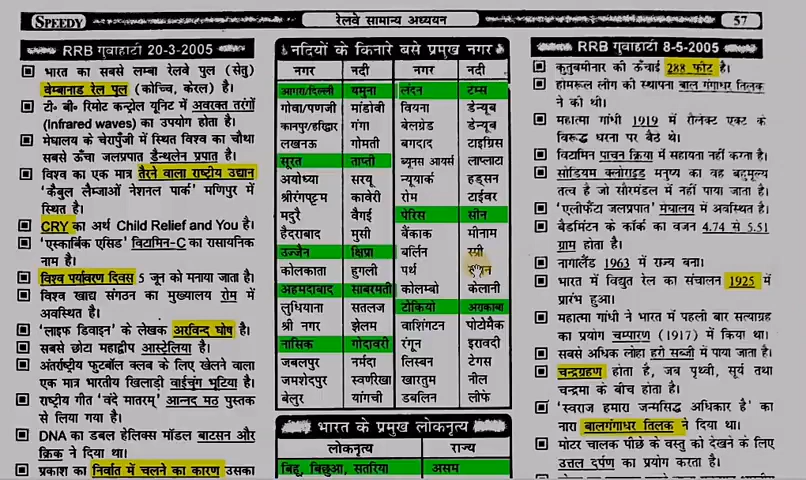 SPEEDY
रेलवे सामान्य अध्ययन
57
RRB गुवाहाटी 20-3-2005
भारत का सबसे लम्बा रेलवे पुल (सेतु)
वेम्बानाड रेल पुल (कोच्चि, केरल) है।
टी० बी० रिमोट कन्ट्रोल यूनिट में अवरक्त तरंगों
(Infrared waves) का उपयोग होता है।
मेघालय के चेरापूँजी में स्थित विश्व का चौथा
सबसे ऊँचा जलप्रपात डैन्थलेन प्रपात है।
विश्व का एक मात्र तैरने वाला राष्ट्रीय उद्यान
'कैबुल लैम्जाओ नेशनल पार्क' मणिपुर में
स्थित है।
CRY का अर्थ Child Relief and You है।
'एस्कार्बिक एसिड' विटामिन-C का रासायनिक
नाम है।
विश्व पर्यावरण दिवस 5 जून को मनाया जाता है।
विश्व खाद्य संगठन का मुख्यालय रोम में
अवस्थित है।
'लाइफ डिवाइन' के लेखक अरविन्द घोष है।
सबसे छोटा महाद्वीप आस्ट्रेलिया है।
अंतर्राष्ट्रीय फुटबॉल क्लब के लिए खेलने वाला
एक मात्र भारतीय खिलाड़ी वाईचुंग भूटिया है।
राष्ट्रीय गीत 'वंदे मातरम्' आनन्द मठ पुस्तक
से लिया गया है।
DNA का डबल हेलिक्स मॉडल बाटसन और
क्रिक ने दिया था।
प्रकाश का निर्वात में चलने का कारण उसका
नदियों के किनारे बसे प्रमुख नगर
नगर नदी नगर नदी
आगरा/दिल्ली यमुना लंदन टेम्स
गोवा/पणजी मांडोवी वियना डेन्यूब
कानपुर/हरिद्वार गंगा बेलग्रेड डेन्यूब
लखनऊ गोमती बगदाद टाइग्रिस
सूरत ताप्ती ब्यूनस आयर्स लाप्लाटा
अयोध्या सरयू न्यूयार्क हड्सन
श्रीरंगपट्टम कावेरी रोम टाईवर
मदुरै वैगई पेरिस सीन
हैदराबाद मुसी बैंकाक मीनाम
उज्जैन क्षिप्रा बर्लिन स्प्री
कोलकाता हुगली पर्थ
अहमदाबाद साबरमती कोलम्बो केलानी
लुधियाना सतलज टोकियो अराकावा
श्री नगर झेलम वाशिंगटन पोटोमैक
नासिक गोदावरी रंगून इरावदी
जबलपुर नर्मदा लिस्बन टेगस
जमशेदपुर स्वर्णरेखा खारतुम नील
बेलुर यांगची डबलिन लीफे
भारत के प्रमुख लोकनृत्य
लोकनृत्य राज्य
बिहू, बिछुआ, सतरिया असम
RRB गुवाहाटी 8-5-2005
कुतुबमीनार की ऊँचाई 288 फीट है।
होमरूल लीग की स्थापना बाल गंगाधर तिलक
ने की थी।
महात्मा गांधी 1919 में रौलेक्ट एक्ट के
विरूद्ध धरना पर बैठे थे।
विटामिन पाचन क्रिया में सहायता नहीं करता है।
सोडियम क्लोराइड मनुष्य का वह बहुमूल्य
तत्व है जो सौरमंडल में नहीं पाया जाता है।
'एलीफैंटा जलप्रपात' मेघालय में अवस्थित है।
बैडमिंटन के कॉर्क का वजन 4.74 से 5.51
ग्राम होता है।
नागालैंड 1963 में राज्य बना।
भारत में विद्युत रेल का संचालन 1925 में
प्रारंभ हुआ।
महात्मा गांधी ने भारत में पहली बार सत्याग्रह
का प्रयोग चम्पारण (1917) में किया था।
सबसे अधिक लोहा हरी सब्जी में पाया जाता है।
चन्द्रग्रहण होता है, जब पृथ्वी, सूर्य तथा
चन्द्रमा के बीच होता है।
'स्वराज हमारा जन्मसिद्ध अधिकार है' का
नारा बालगंगाधर तिलक ने दिया था।
मोटर चालक पीछे के वस्तु को देखने के लिए
उत्तल दर्पण का प्रयोग करता है।